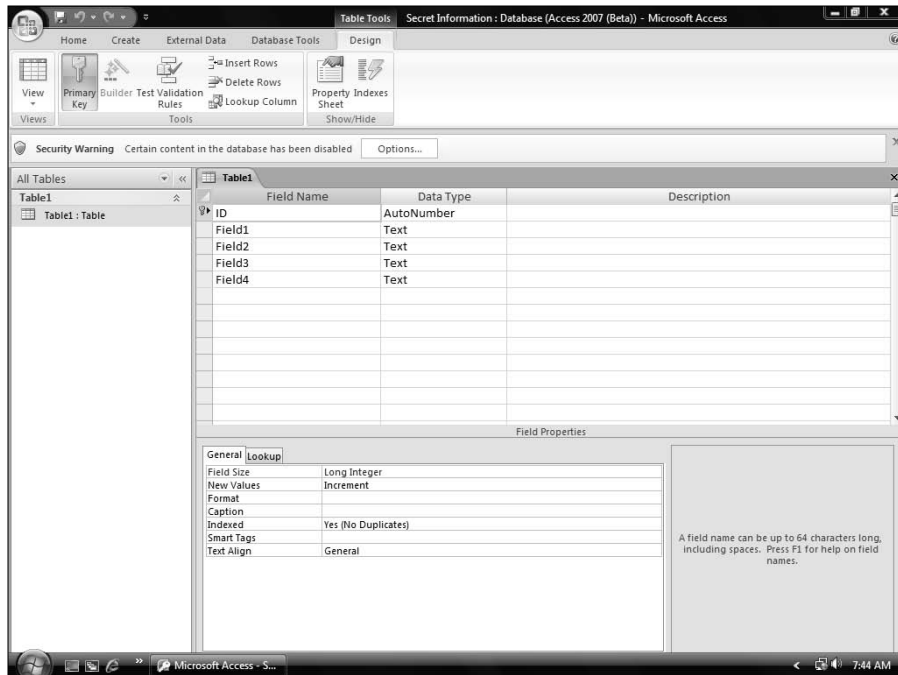 Table Tools Secret Information : Database (Access 2007 (Beta)) - Microsoft Access
Home Create External Data Database Tools Design
View
Primary Key
Builder
Test Validation Rules
Insert Rows
Delete Rows
Lookup Column
Property Sheet
Indexes
Views Tools Show/Hide
Security Warning Certain content in the database has been disabled Options...
All Tables
Table1
Table1 : Table
Table1
Field Name Data Type Description
ID AutoNumber
Field1 Text
Field2 Text
Field3 Text
Field4 Text
Field Properties
General Lookup
Field Size Long Integer
New Values Increment
Format
Caption
Indexed Yes (No Duplicates)
Smart Tags
Text Align General
A field name can be up to 64 characters long,
including spaces. Press F1 for help on field
names.
Microsoft Access - S... 7:44 AM